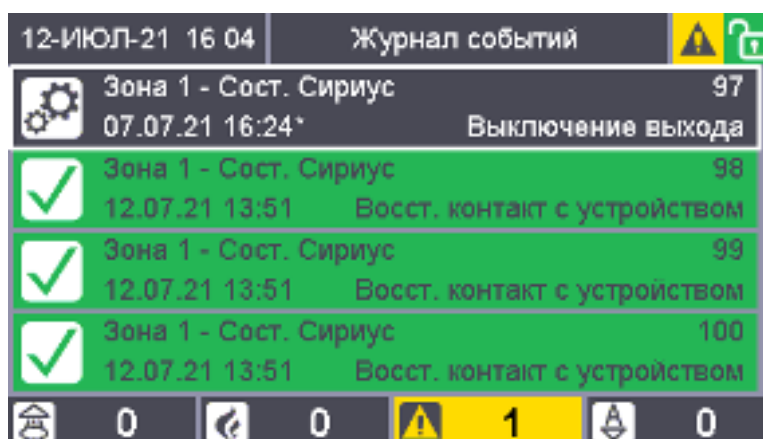 12-ИЮЛ-21 16 04 Журнал событий
Зона 1 - Сост. Сириус 97
07.07.21 16:24* Выключение выхода
Зона 1 - Сост. Сириус 98
12.07.21 13:51 Восст. контакт с устройством
Зона 1 - Сост. Сириус 99
12.07.21 13:51 Восст. контакт с устройством
Зона 1 - Сост. Сириус 100
12.07.21 13:51 Восст. контакт с устройством
0 0 1 0